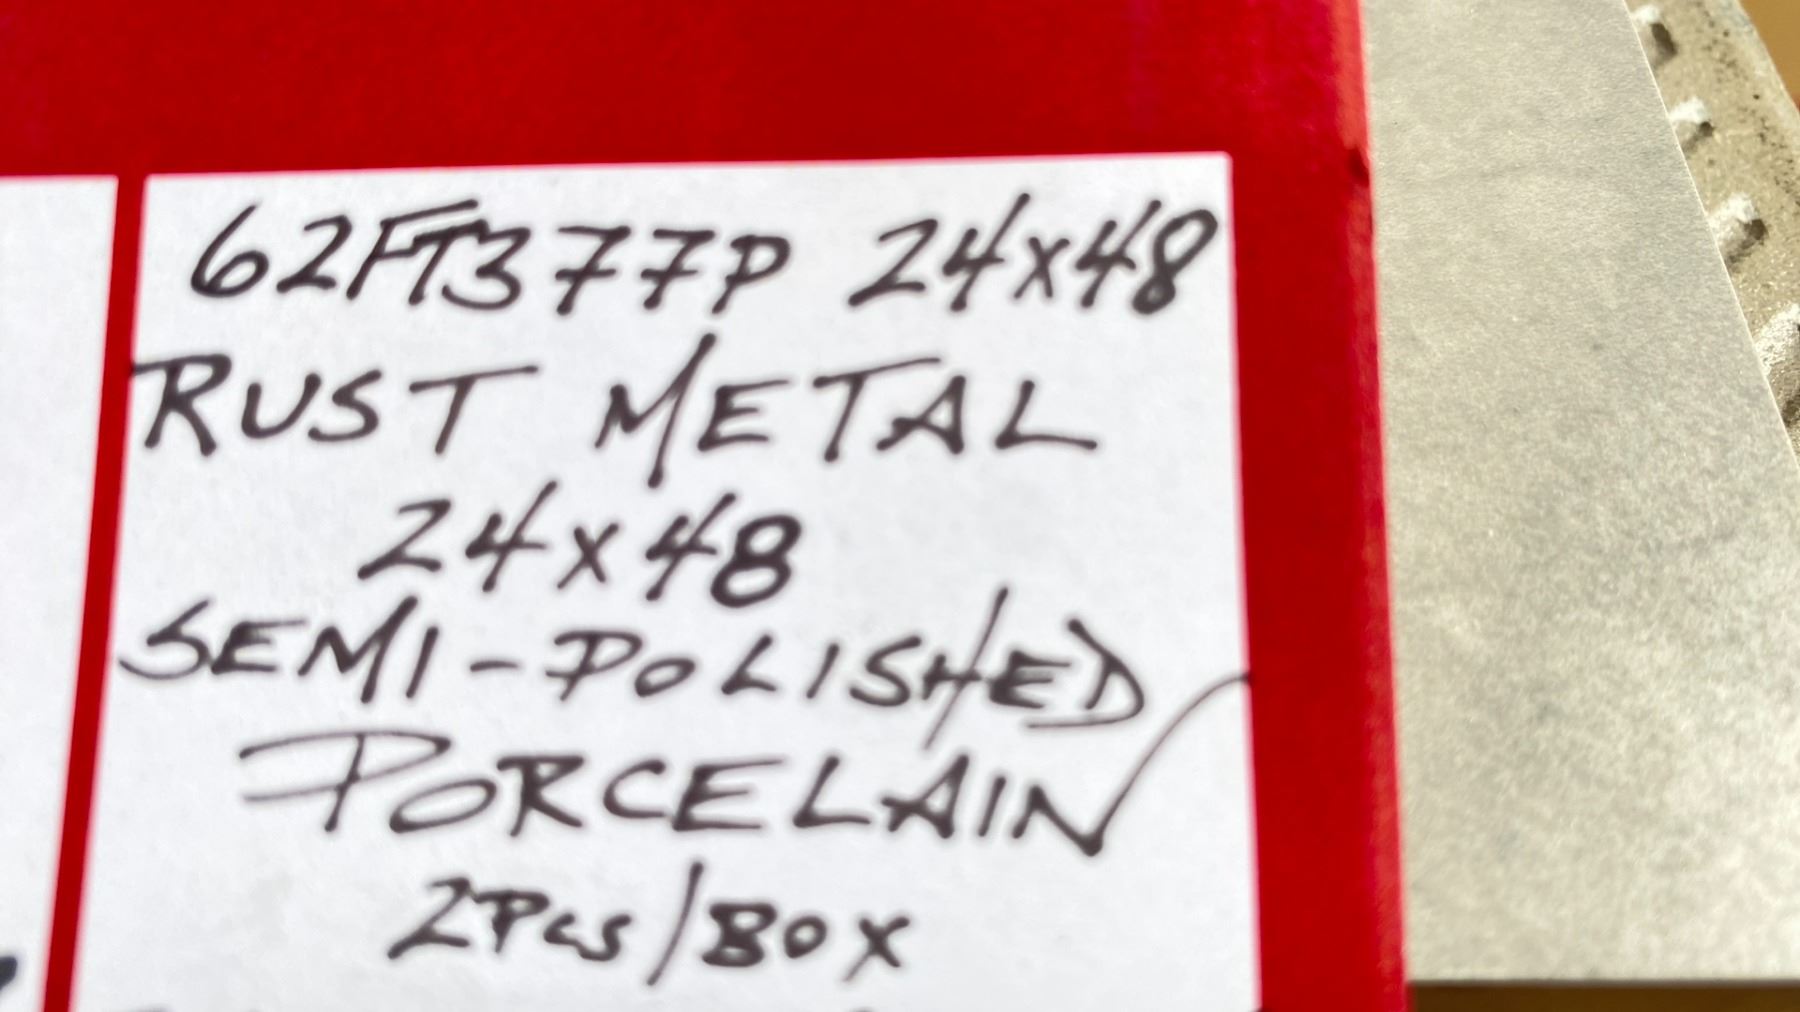 62FT377P 24x48
RUST METAL
24x48
SEMI-POLISHED
PORCELAIN
2PCS/BOX